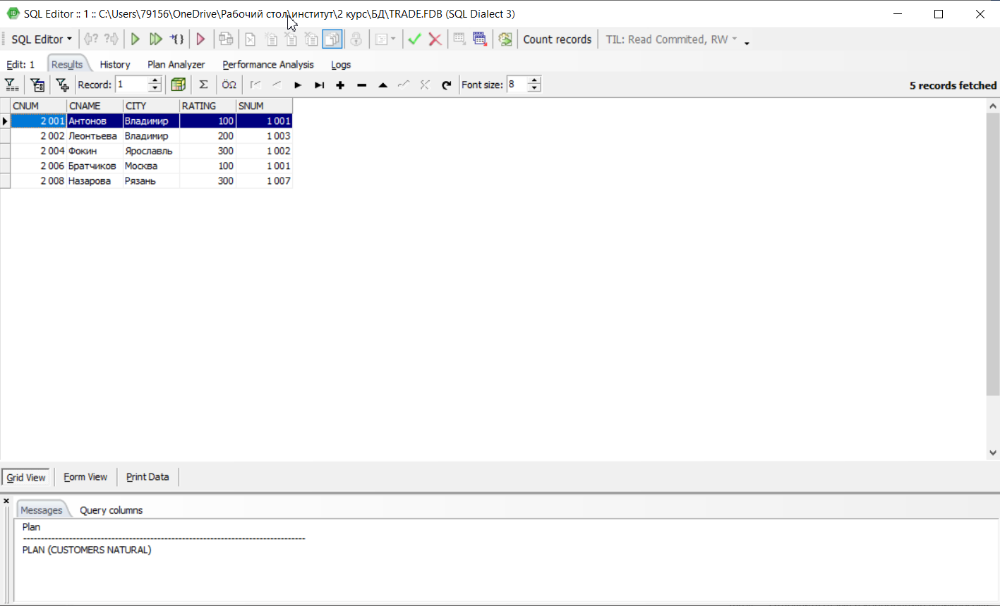 SQL Editor :: 1 :: C:\Users\79156\OneDrive\Рабочий стол\институт\2 курс\БД\TRADE.FDB (SQL Dialect 3)
SQL Editor Count records TIL: Read Commited, RW
Edit: 1 Results History Plan Analyzer Performance Analysis Logs
Record: 1 Σ ÖΩ Font size: 8 5 records fetched
CNUM CNAME CITY RATING SNUM
2 001 Антонов Владимир 100 1 001
2 002 Леонтьева Владимир 200 1 003
2 004 Фокин Ярославль 300 1 002
2 006 Братчиков Москва 100 1 001
2 008 Назарова Рязань 300 1 007
Grid View Form View Print Data
Messages Query columns
Plan
--------------------------------------------------------------------------------
PLAN (CUSTOMERS NATURAL)